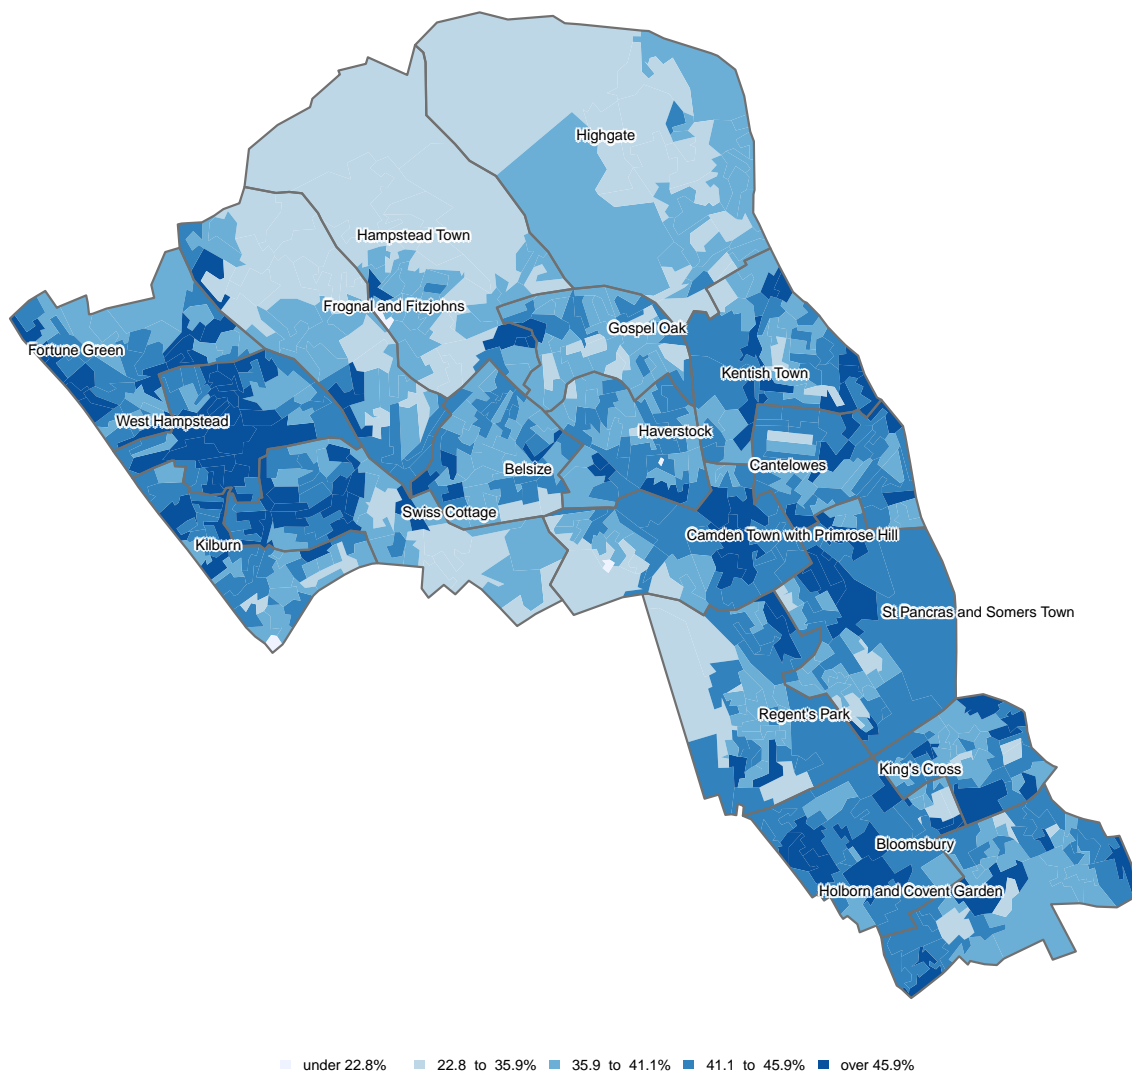 Highgate
Hampstead Town
Frognal and Fitzjohns
Gospel Oak
Fortune Green
Kentish Town
West Hampstead
Haverstock
Belsize
Cantelowes
Swiss Cottage
Camden Town with Primrose Hill
Kilburn
St Pancras and Somers Town
Regent's Park
King's Cross
Bloomsbury
Holborn and Covent Garden
under 22.8% 22.8 to 35.9% 35.9 to 41.1% 41.1 to 45.9% over 45.9%